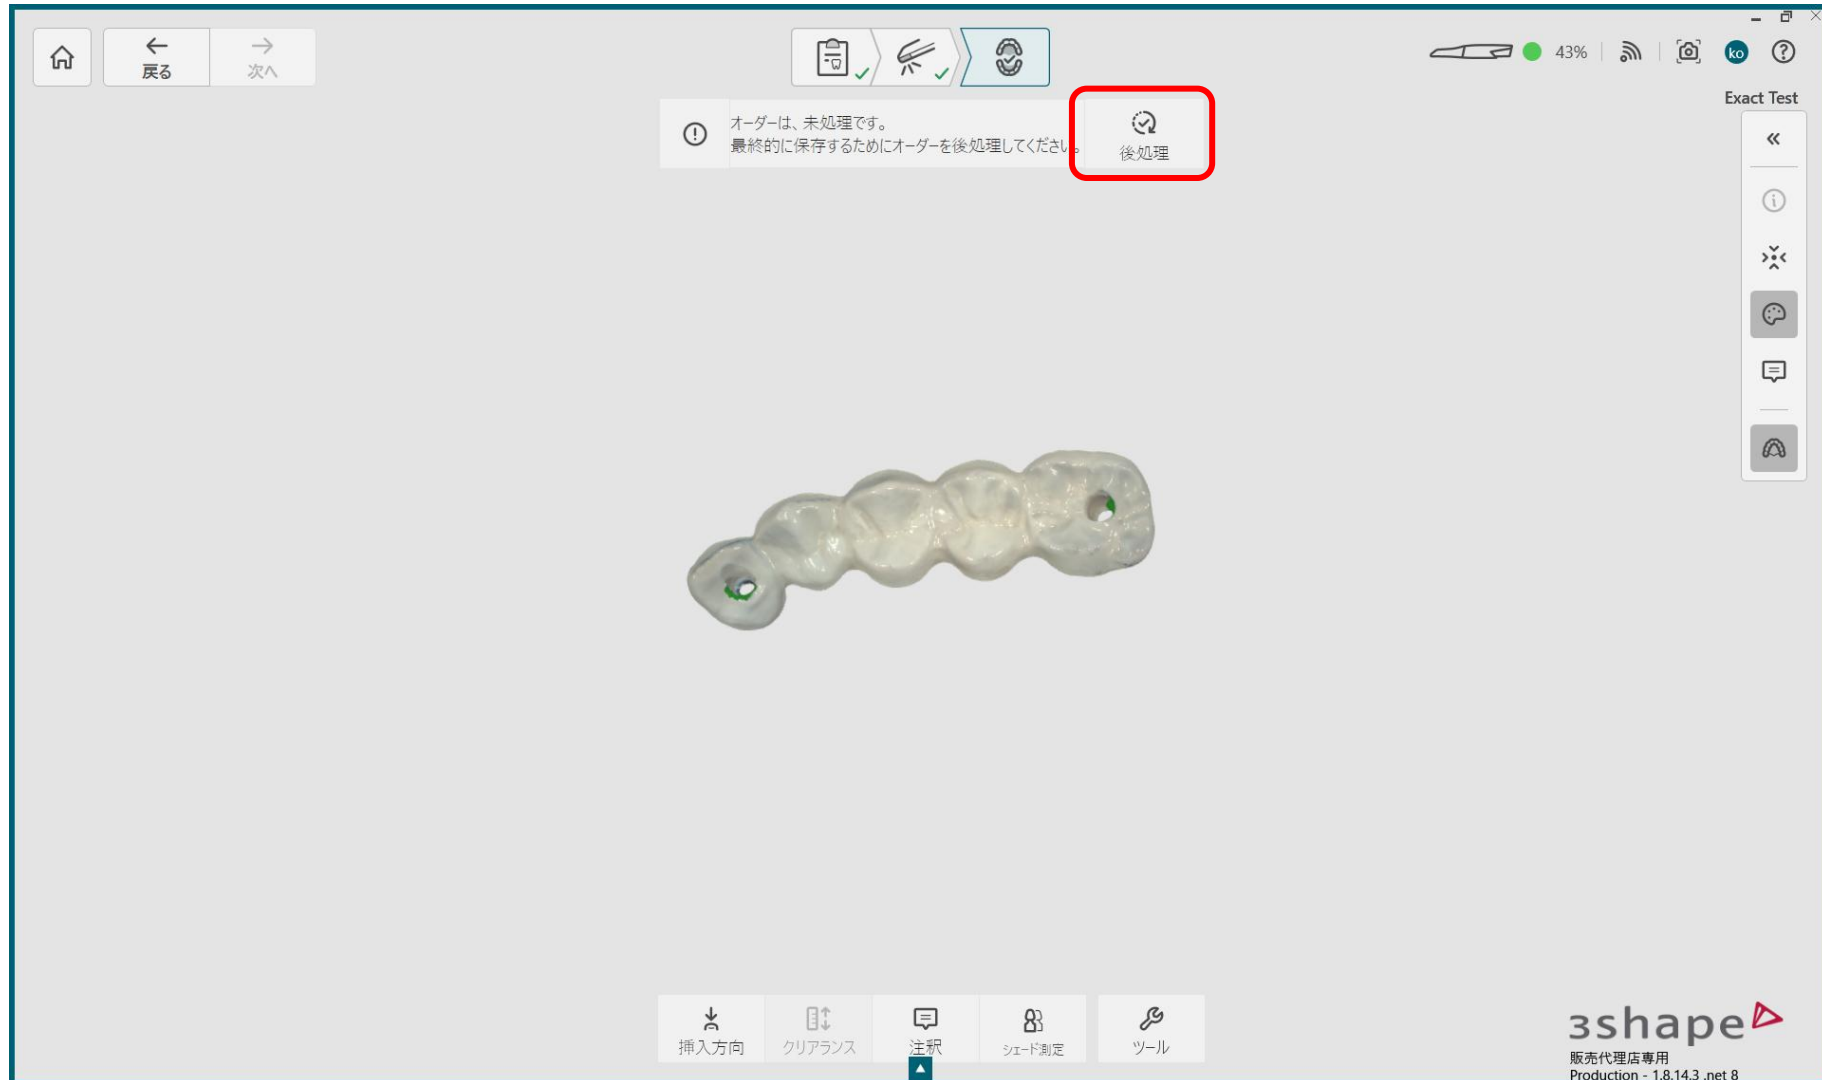 戻る
次へ
43%
ko
Exact Test
オーダーは、未処理です。
最終的に保存するためにオーダーを後処理してください。
後処理
挿入方向
クリアランス
注釈
シェード測定
ツール
3shape
販売代理店専用
Production - 1.8.14.3 .net 8